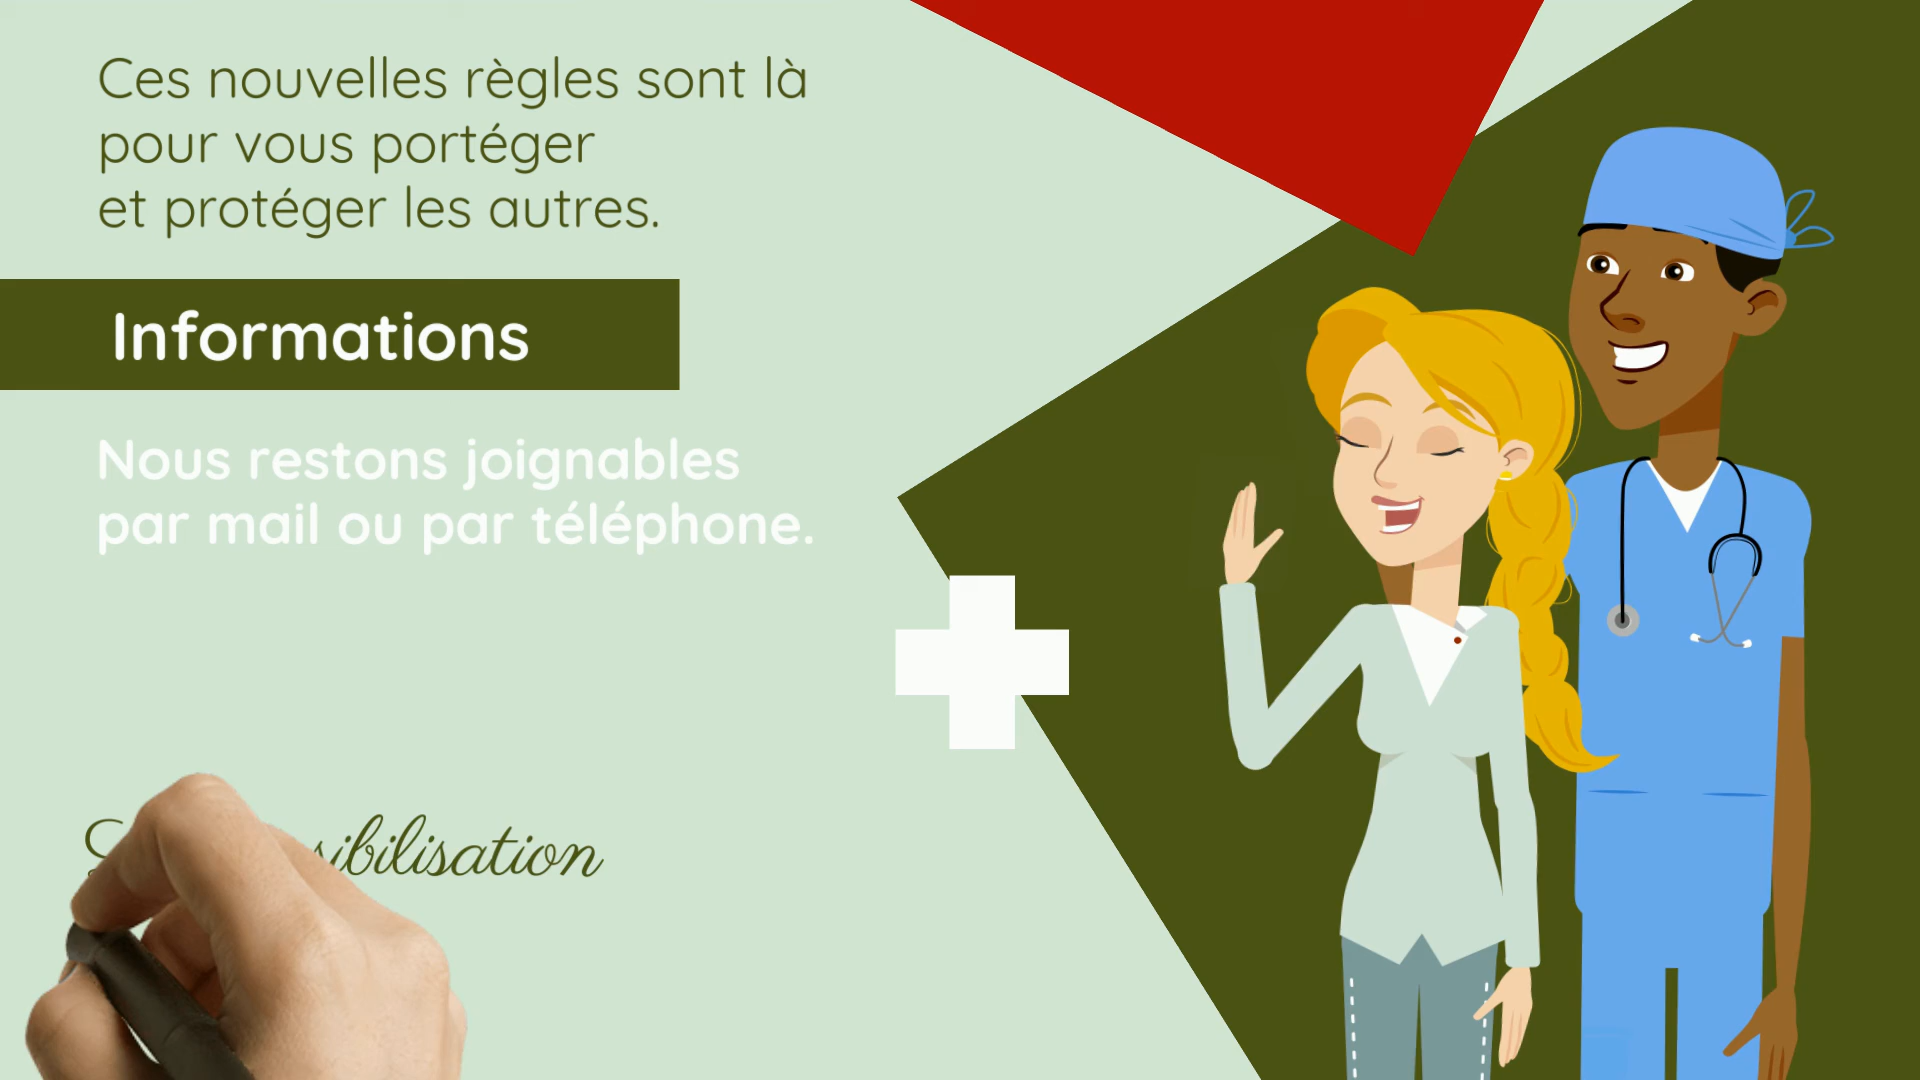 Ces nouvelles règles sont là
pour vous portéger
et protéger les autres.
Informations
Nous restons joignables
par mail ou par téléphone.